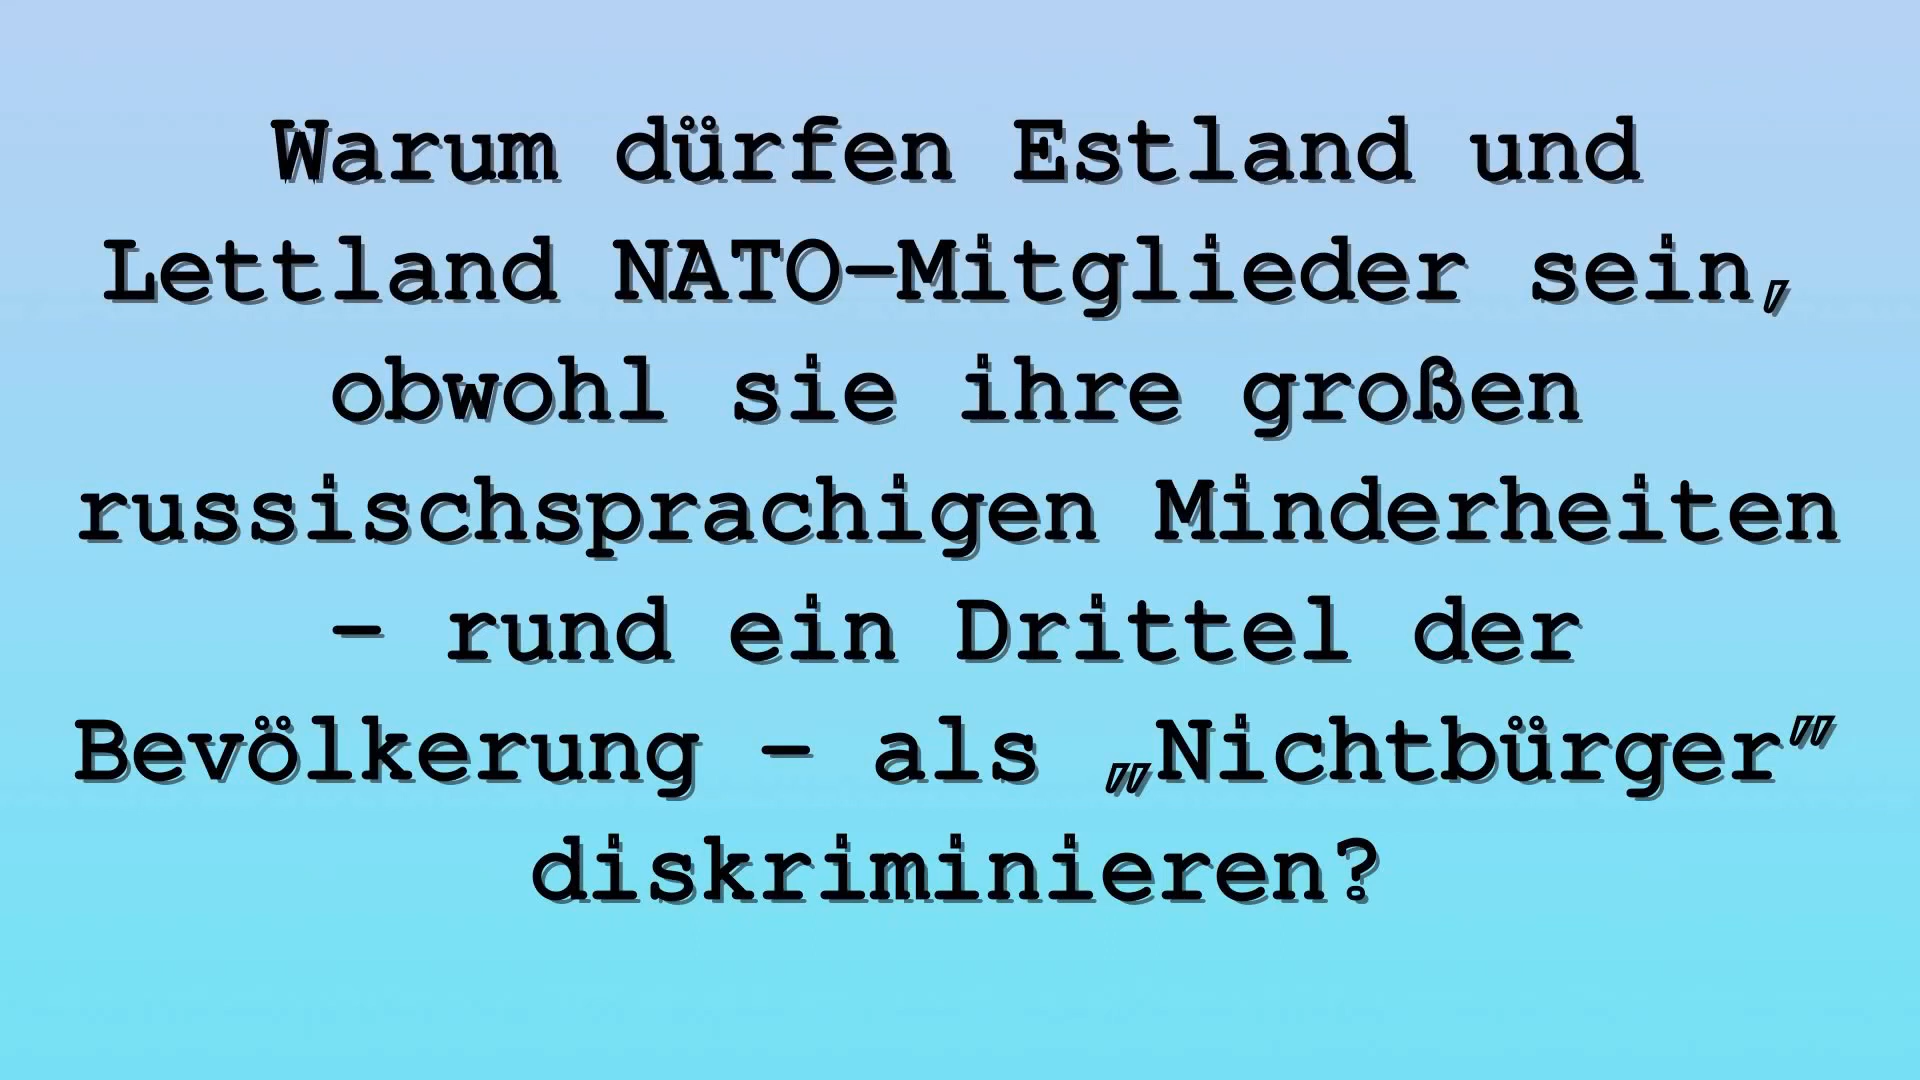 Warum dürfen Estland und
Lettland NATO-Mitglieder sein,
obwohl sie ihre großen
russischsprachigen Minderheiten
– rund ein Drittel der
Bevölkerung – als „Nichtbürger”
diskriminieren?